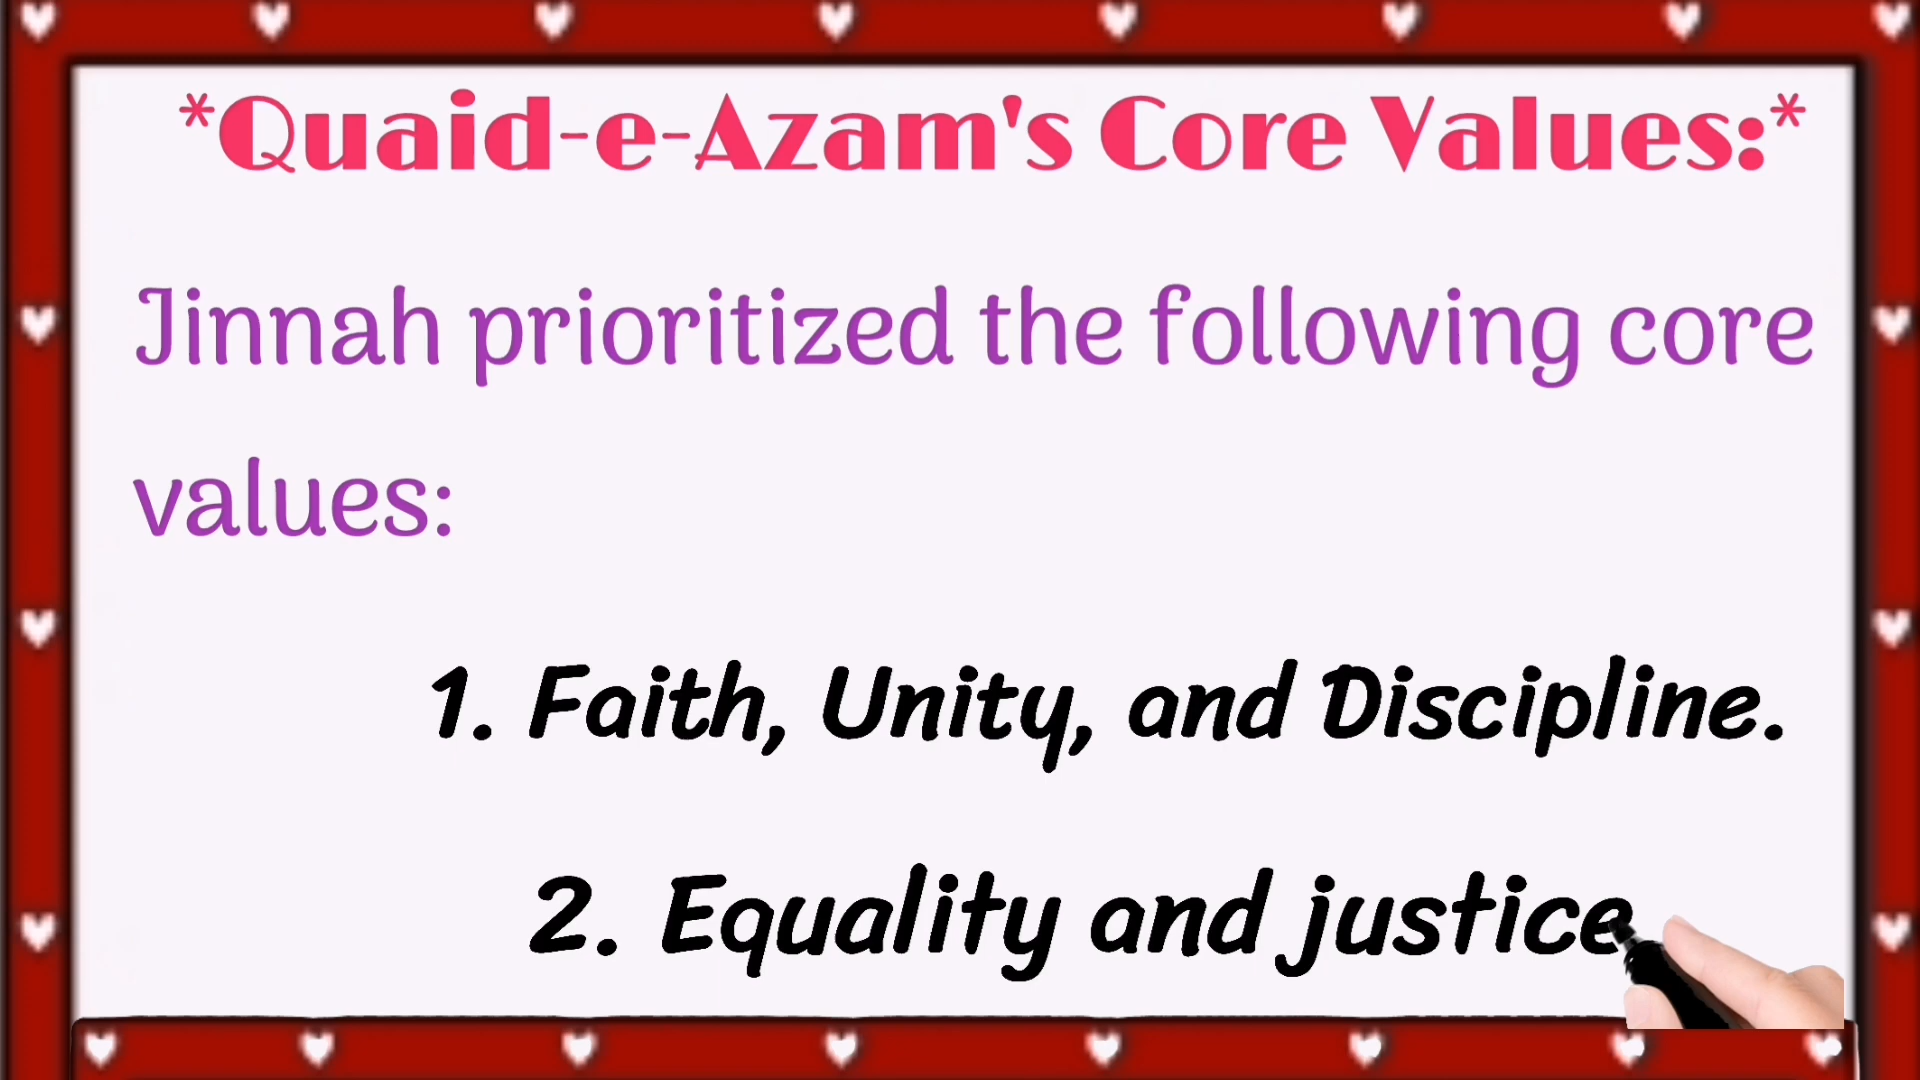 *Quaid-e-Azam's Core Values:*
Jinnah prioritized the following core
values:
1. Faith, Unity, and Discipline.
2. Equality and justice